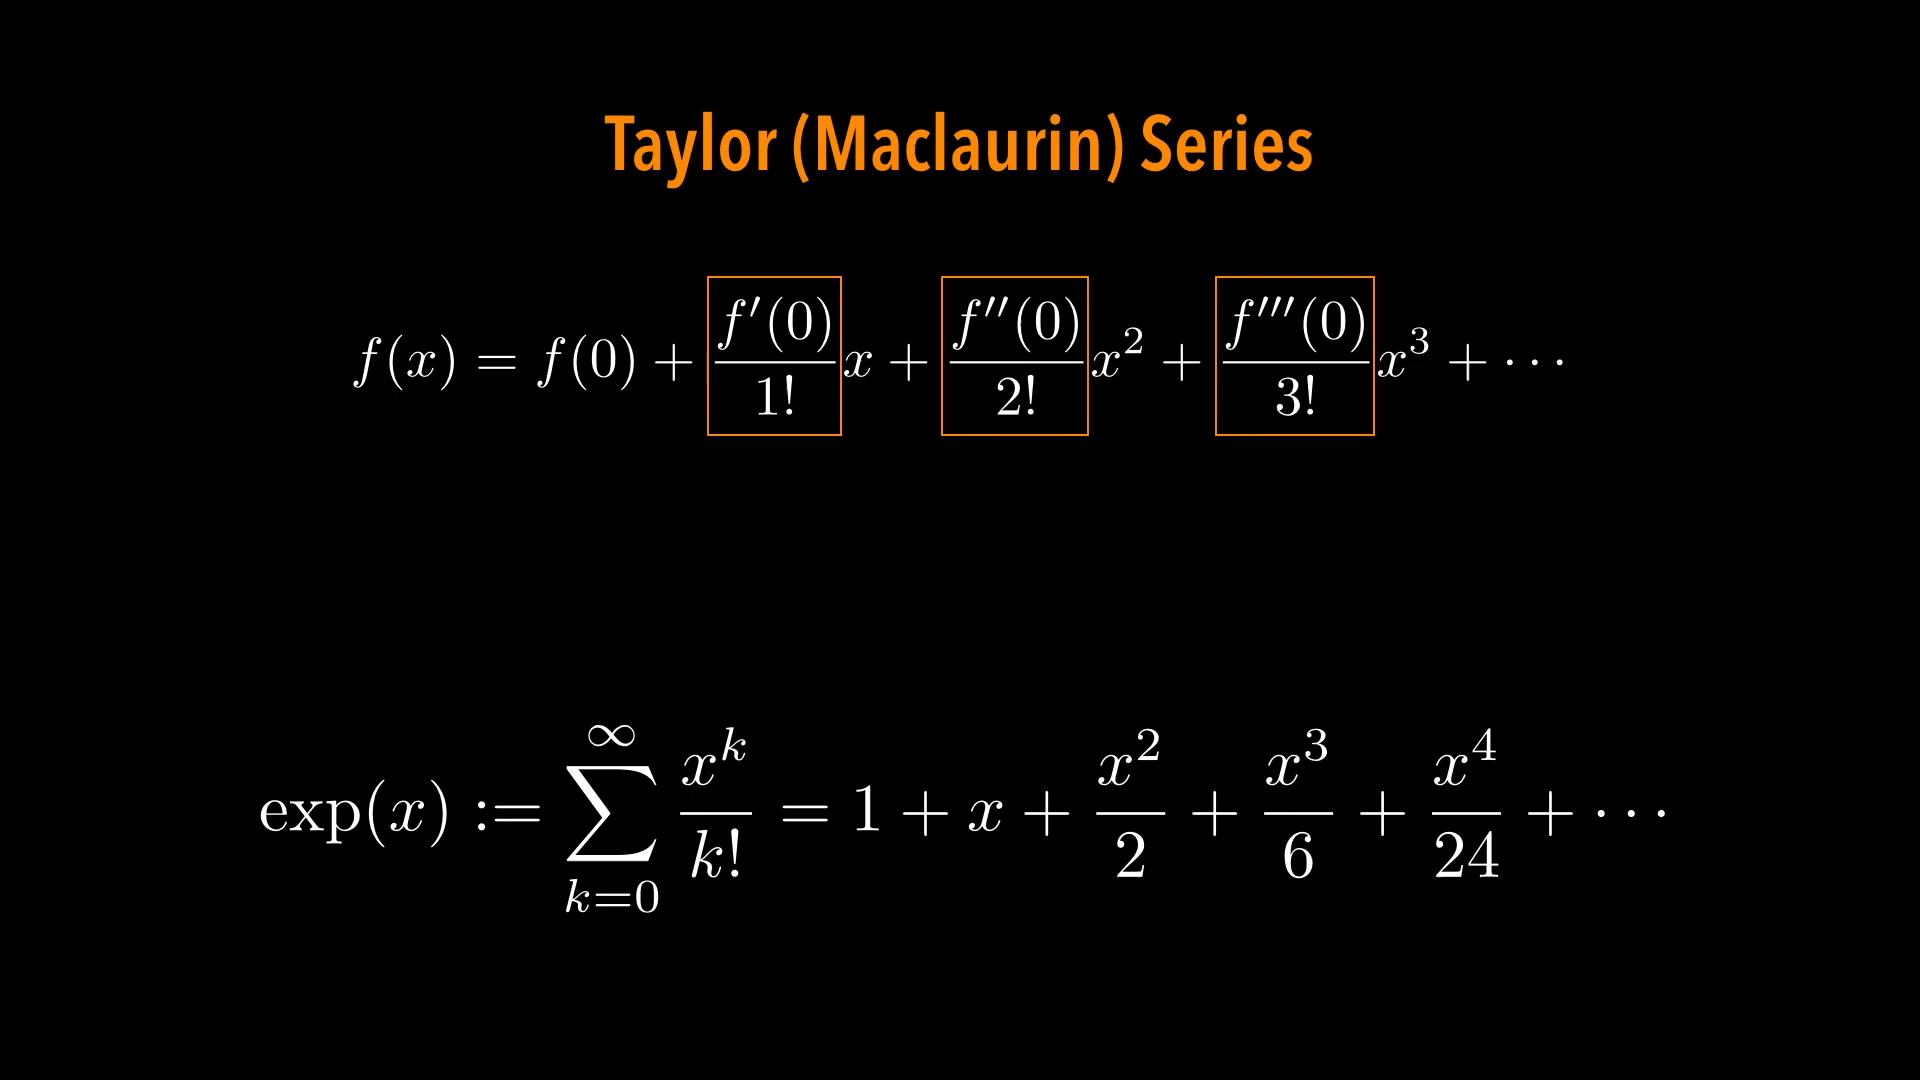 Taylor (Maclaurin) Series
f(x) = f(0) + f′(0)/1! x + f″(0)/2! x² + f‴(0)/3! x³ + ···
exp(x) := ∑_{k=0}^{∞} x^k/k! = 1 + x + x²/2 + x³/6 + x⁴/24 + ···